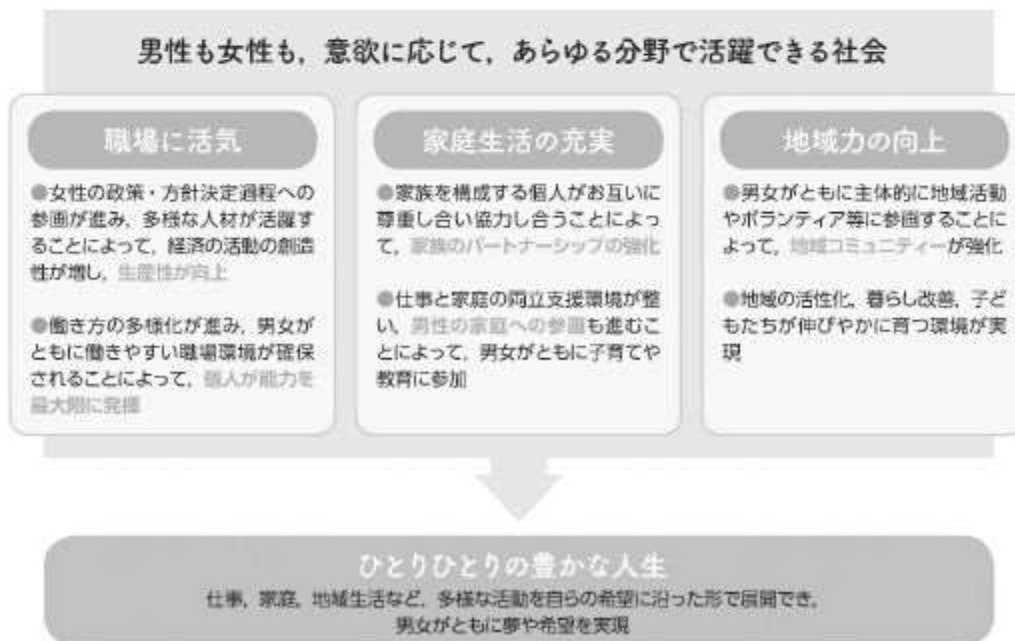 男性も女性も，意欲に応じて，あらゆる分野で活躍できる社会
職場に活気
●女性の政策・方針決定過程への
参画が進み，多様な人材が活躍す
ることによって，経済の活動の創造
性が増し，生産性が向上
●働き方の多様化が進み，男女が
ともに働きやすい職場環境が確保
されることによって，個人が能力を
最大限に発揮
家庭生活の充実
●家族を構成する個人がお互いに
尊重し合い協力し合うことによっ
て，家族のパートナーシップの強化
●仕事と家庭の両立支援環境が整
い，男性の家庭への参画も進むこ
とによって，男女がともに子育てや
教育に参加
地域力の向上
●男女がともに主体的に地域活動
やボランティア等に参画することに
よって，地域コミュニティーが強化
●地域の活性化，暮らし改善，子ど
もたちが伸びやかに育つ環境が実
現
ひとりひとりの豊かな人生
仕事，家庭，地域生活など，多様な活動を自らの希望に沿った形で展開でき，
男女がともに夢や希望を実現